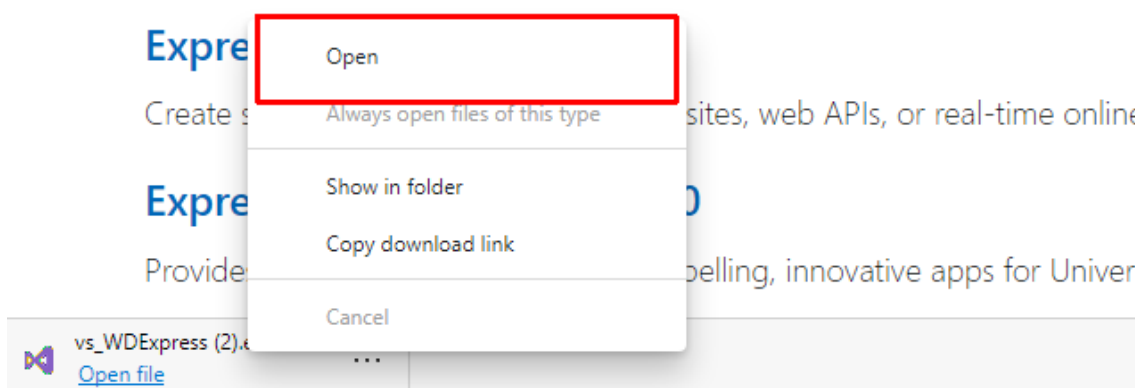 Expre
Open
Create s
Always open files of this type
sites, web APIs, or real-time online
Show in folder
Expre
0
Copy download link
Provide
pelling, innovative apps for Univer
Cancel
vs_WDExpress (2).e
...
Open file